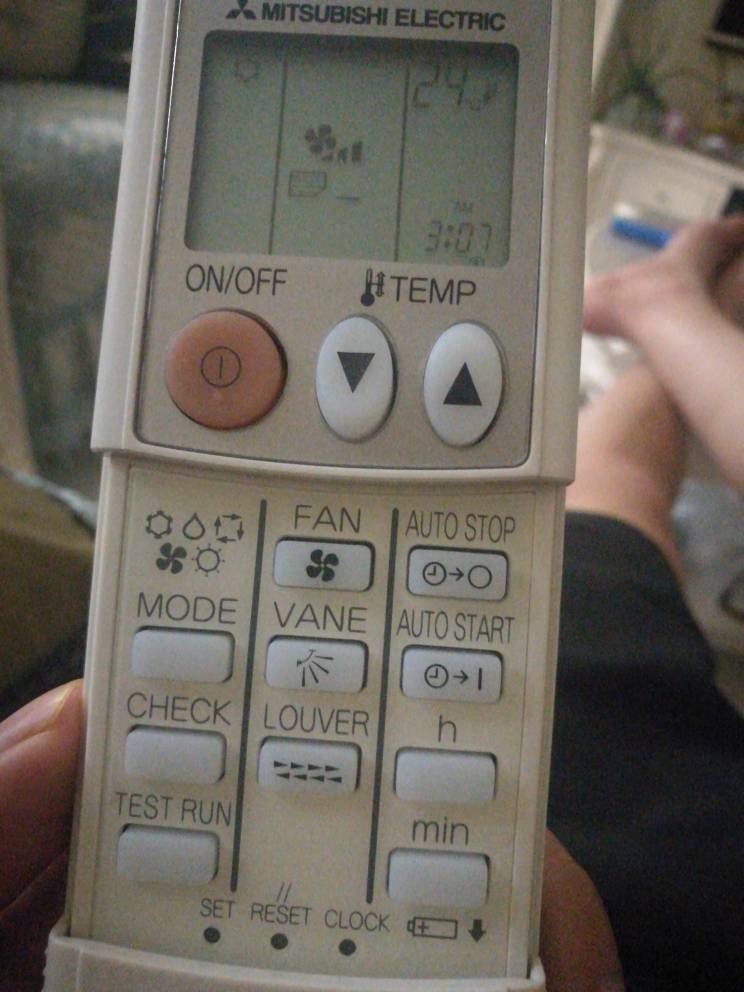 MITSUBISHI ELECTRIC
24°C
AM
3:07
ON/OFF
TEMP
FAN
AUTO STOP
MODE
VANE
AUTO START
CHECK
LOUVER
h
TEST RUN
min
SET
RESET
CLOCK